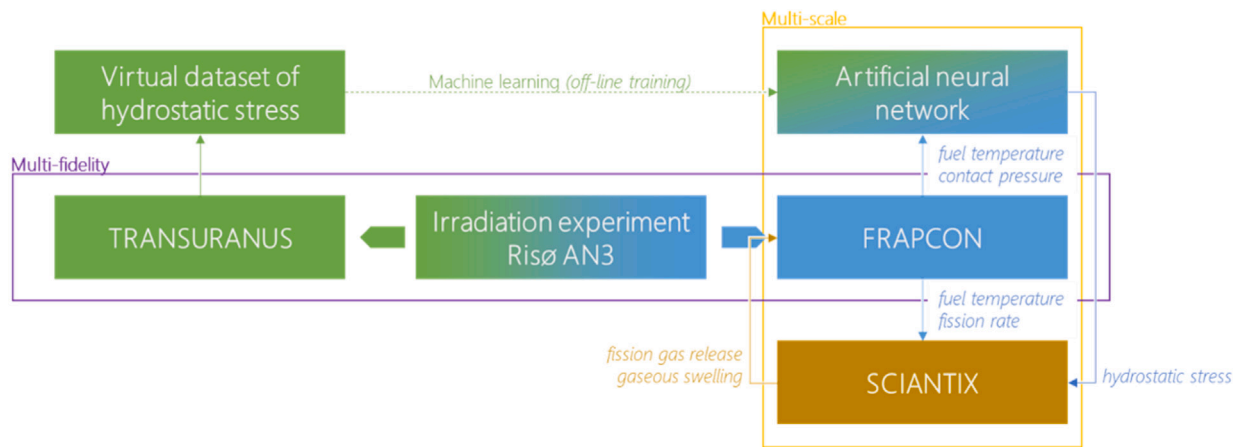 Multi-scale
Virtual dataset of
hydrostatic stress
Machine learning (off-line training)
Artificial neural
network
Multi-fidelity
fuel temperature
contact pressure
TRANSURANUS
Irradiation experiment
Risø AN3
FRAPCON
fuel temperature
fission rate
fission gas release
gaseous swelling
SCIANTIX
hydrostatic stress